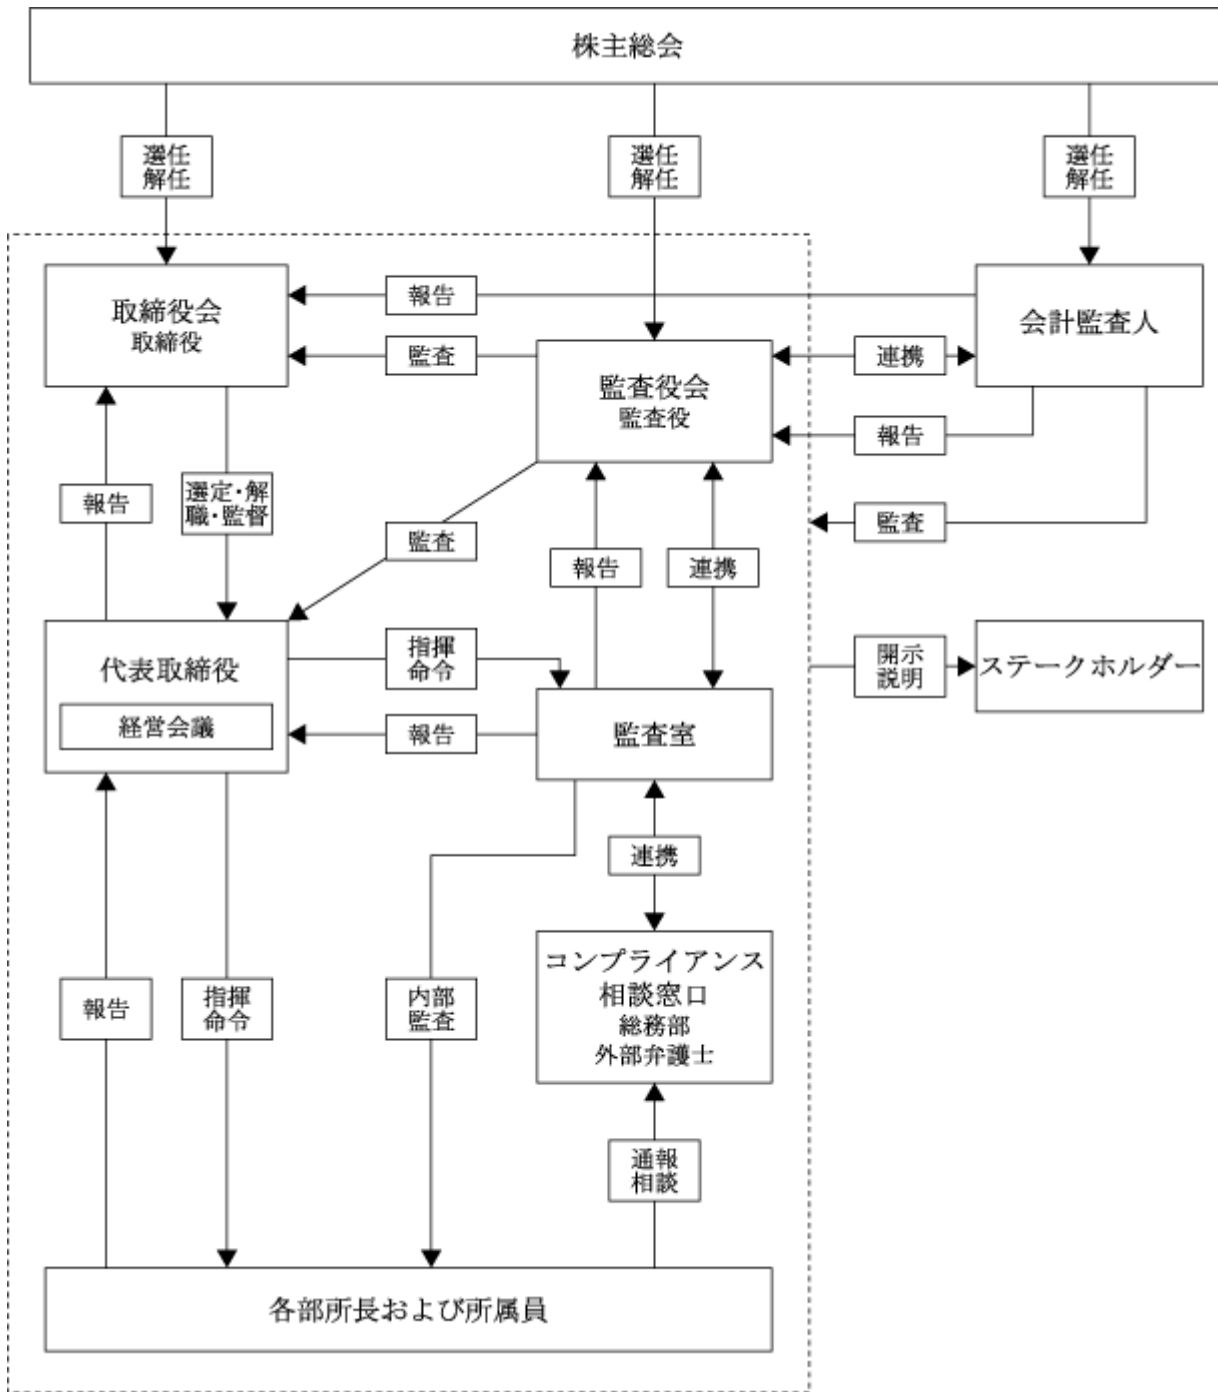 株主総会
選任
解任
選任
解任
選任
解任
取締役会
取締役
報告
会計監査人
監査
監査役会
監査役
連携
報告
報告
選定・解
職・監督
監査
報告
連携
監査
代表取締役
経営会議
指揮
命令
報告
監査室
開示
説明
ステークホルダー
連携
報告
指揮
命令
内部
監査
コンプライアンス
相談窓口
総務部
外部弁護士
通報
相談
各部所長および所属員